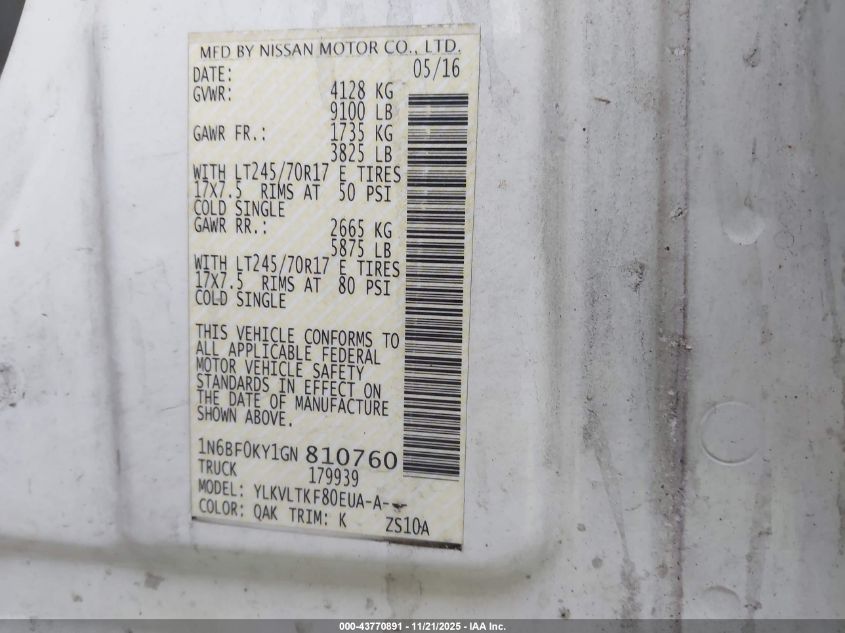 MFD BY NISSAN MOTOR CO., LTD.
DATE: 05/16
GVWR: 4128 KG
9100 LB
GAWR FR.: 1735 KG
3825 LB
WITH LT245/70R17 E TIRES
17X7.5 RIMS AT 50 PSI
COLD SINGLE
GAWR RR.: 2665 KG
5875 LB
WITH LT245/70R17 E TIRES
17X7.5 RIMS AT 80 PSI
COLD SINGLE
THIS VEHICLE CONFORMS TO
ALL APPLICABLE FEDERAL
MOTOR VEHICLE SAFETY
STANDARDS IN EFFECT ON
THE DATE OF MANUFACTURE
SHOWN ABOVE.
1N6BF0KY1GN 810760
TRUCK 179939
MODEL: YLKVLTKF80EUA-A--
COLOR: QAK TRIM: K ZS10A
000-43770891 - 11/21/2025 - IAA Inc.